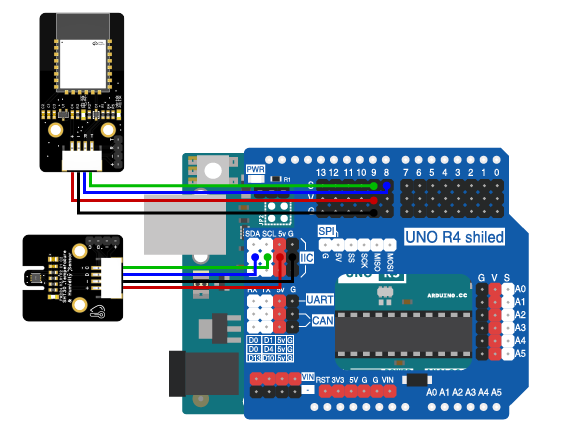 PWR
R1
JP2
13 12 11 10 9 8
7 6 5 4 3 2 1 0
G
V
SDA SCL 5v G
IIC
SPI
G
5V
SS
SCK
MISO
MOSI
UNO R4 shiled
RX TX 5v G
UART
CAN
D0 D1 5v G
D0 D4 5v G
D13 D10 5v G
ARDUINO.CC
G V S
A0
A1
A2
A3
A4
A5
VIN
-
RST 3V3 5V G G VIN
A0 A1 A2 A3 A4 A5